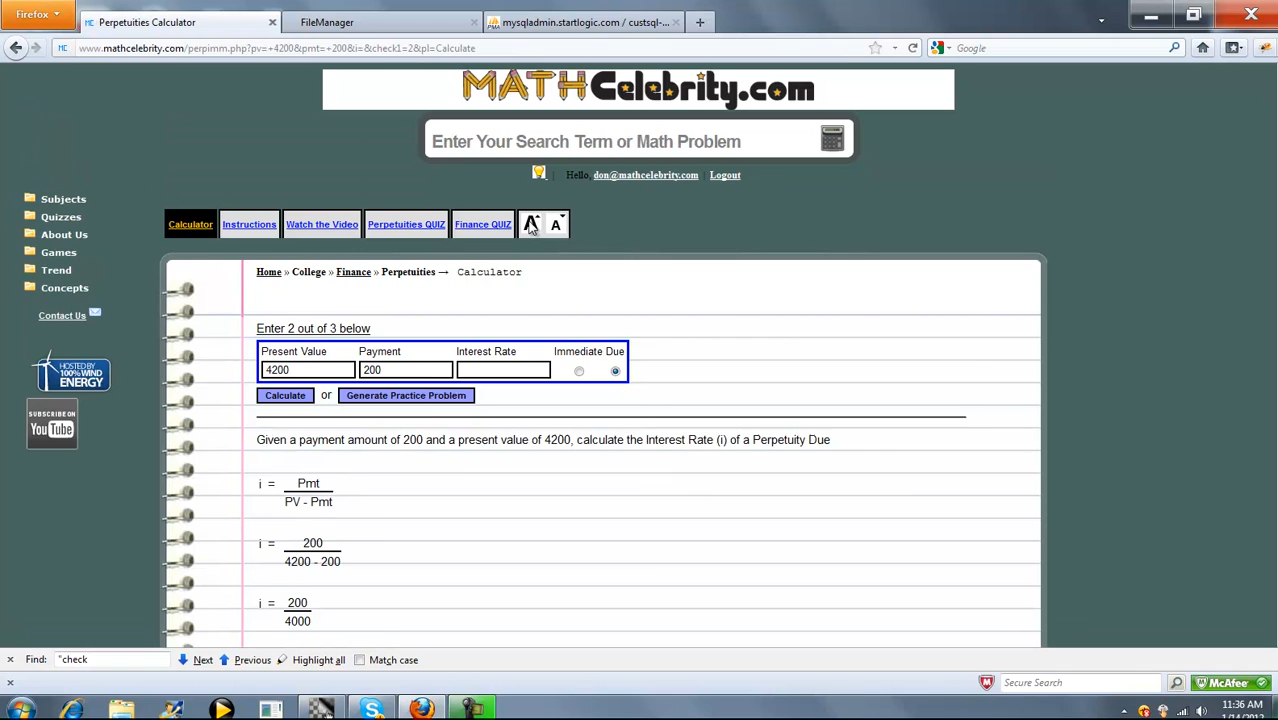 Firefox
Perpetuities Calculator
FileManager
mysqladmin.startlogic.com / custsql-...
www.mathcelebrity.com/perpimm.php?pv=+4200&pmt=+200&i=&check1=2&pl=Calculate
Google
MATHCelebrity.com
Enter Your Search Term or Math Problem
Hello, don@mathcelebrity.com | Logout
Subjects
Quizzes
About Us
Games
Trend
Concepts
Contact Us
HOSTED BY
100% WIND
ENERGY
SUBSCRIBE ON
YouTube
Calculator Instructions Watch the Video Perpetuities QUIZ Finance QUIZ A A
Home » College » Finance » Perpetuities → Calculator
Enter 2 out of 3 below
Present Value Payment Interest Rate Immediate Due
4200 200
Calculate or Generate Practice Problem
Given a payment amount of 200 and a present value of 4200, calculate the Interest Rate (i) of a Perpetuity Due
i = Pmt
PV - Pmt
i = 200
4200 - 200
i = 200
4000
x Find: "check Next Previous Highlight all Match case
x Secure Search McAfee
11:36 AM